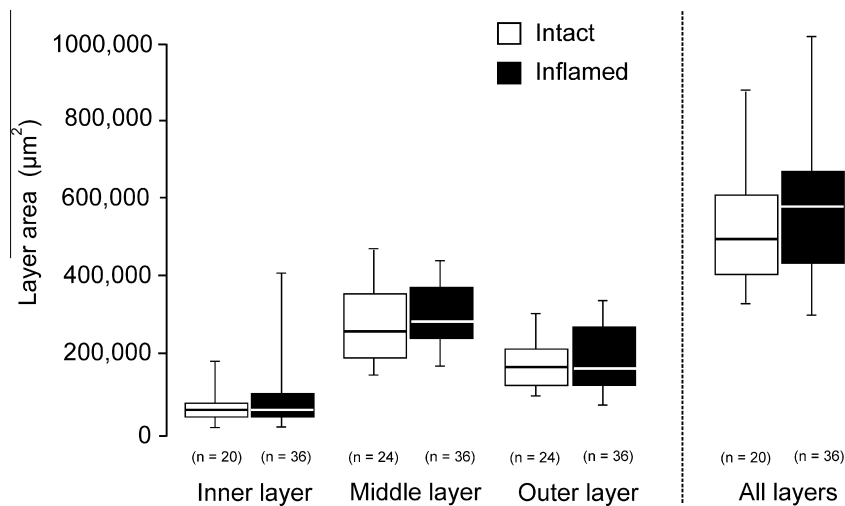 Intact
Inflamed
Layer area (μm²)
1000,000
800,000
600,000
400,000
200,000
0
(n = 20) (n = 36) (n = 24) (n = 36) (n = 24) (n = 36) (n = 20) (n = 36)
Inner layer Middle layer Outer layer All layers